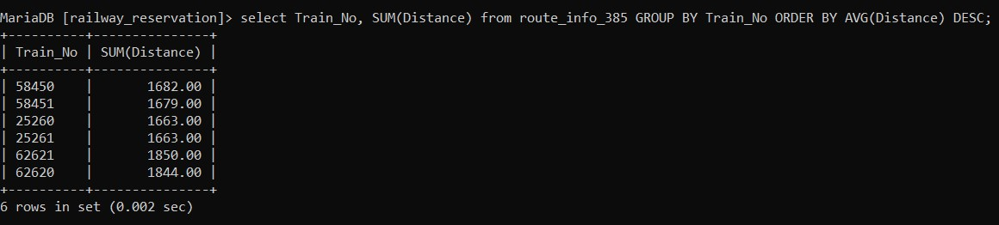 MariaDB [railway_reservation]> select Train_No, SUM(Distance) from route_info_385 GROUP BY Train_No ORDER BY AVG(Distance) DESC;
+----------+---------------+
| Train_No | SUM(Distance) |
+----------+---------------+
| 58450    |       1682.00 |
| 58451    |       1679.00 |
| 25260    |       1663.00 |
| 25261    |       1663.00 |
| 62621    |       1850.00 |
| 62620    |       1844.00 |
+----------+---------------+
6 rows in set (0.002 sec)